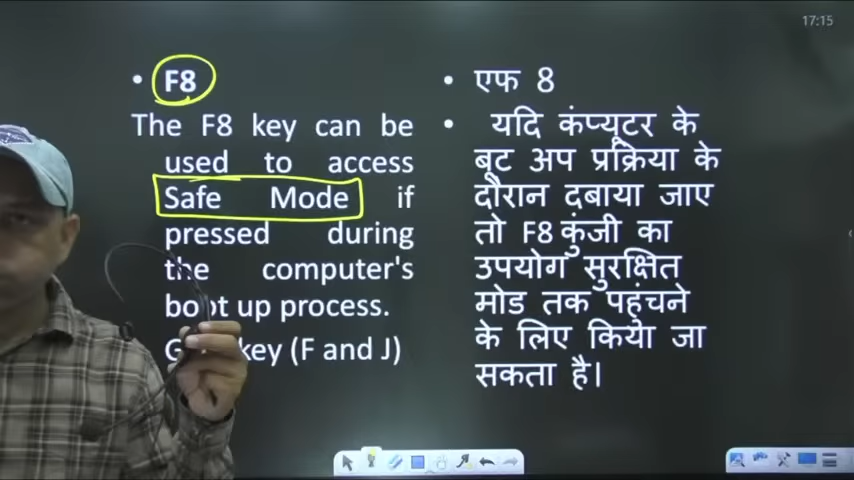 17:15
• F8
The F8 key can be
used to access
Safe Mode if
pressed during
the computer's
boot up process.
key (F and J)
• एफ 8
• यदि कंप्यूटर के
बूट अप प्रक्रिया के
दौरान दबाया जाए
तो F8 कुंजी का
उपयोग सुरक्षित
मोड तक पहुंचने
के लिए किया जा
सकता है।